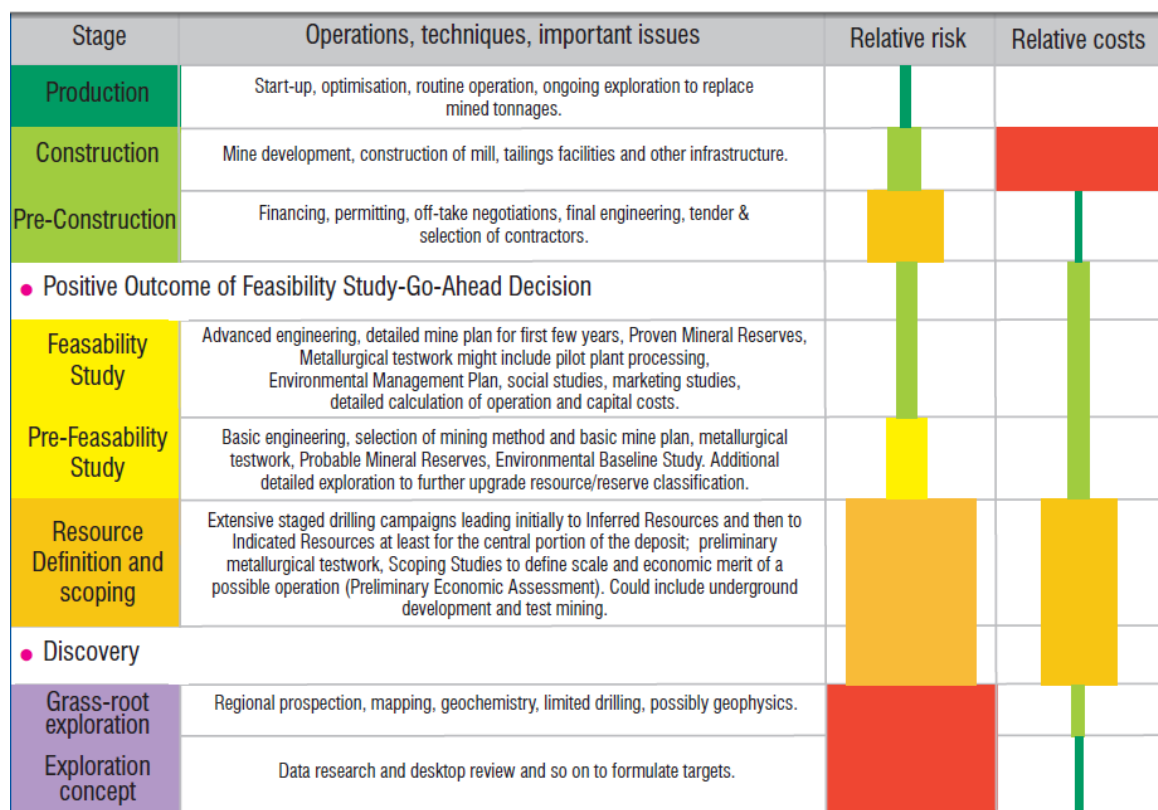 Stage
Operations, techniques, important issues
Relative risk
Relative costs
Production
Start-up, optimisation, routine operation, ongoing exploration to replace
mined tonnages.
Construction
Mine development, construction of mill, tailings facilities and other infrastructure.
Pre-Construction
Financing, permitting, off-take negotiations, final engineering, tender &
selection of contractors.
• Positive Outcome of Feasibility Study-Go-Ahead Decision
Feasability
Study
Advanced engineering, detailed mine plan for first few years, Proven Mineral Reserves,
Metallurgical testwork might include pilot plant processing,
Environmental Management Plan, social studies, marketing studies,
detailed calculation of operation and capital costs.
Pre-Feasability
Study
Basic engineering, selection of mining method and basic mine plan, metallurgical
testwork, Probable Mineral Reserves, Environmental Baseline Study. Additional
detailed exploration to further upgrade resource/reserve classification.
Resource
Definition and
scoping
Extensive staged drilling campaigns leading initially to Inferred Resources and then to
Indicated Resources at least for the central portion of the deposit; preliminary
metallurgical testwork, Scoping Studies to define scale and economic merit of a
possible operation (Preliminary Economic Assessment). Could include underground
development and test mining.
• Discovery
Grass-root
exploration
Regional prospection, mapping, geochemistry, limited drilling, possibly geophysics.
Exploration
concept
Data research and desktop review and so on to formulate targets.